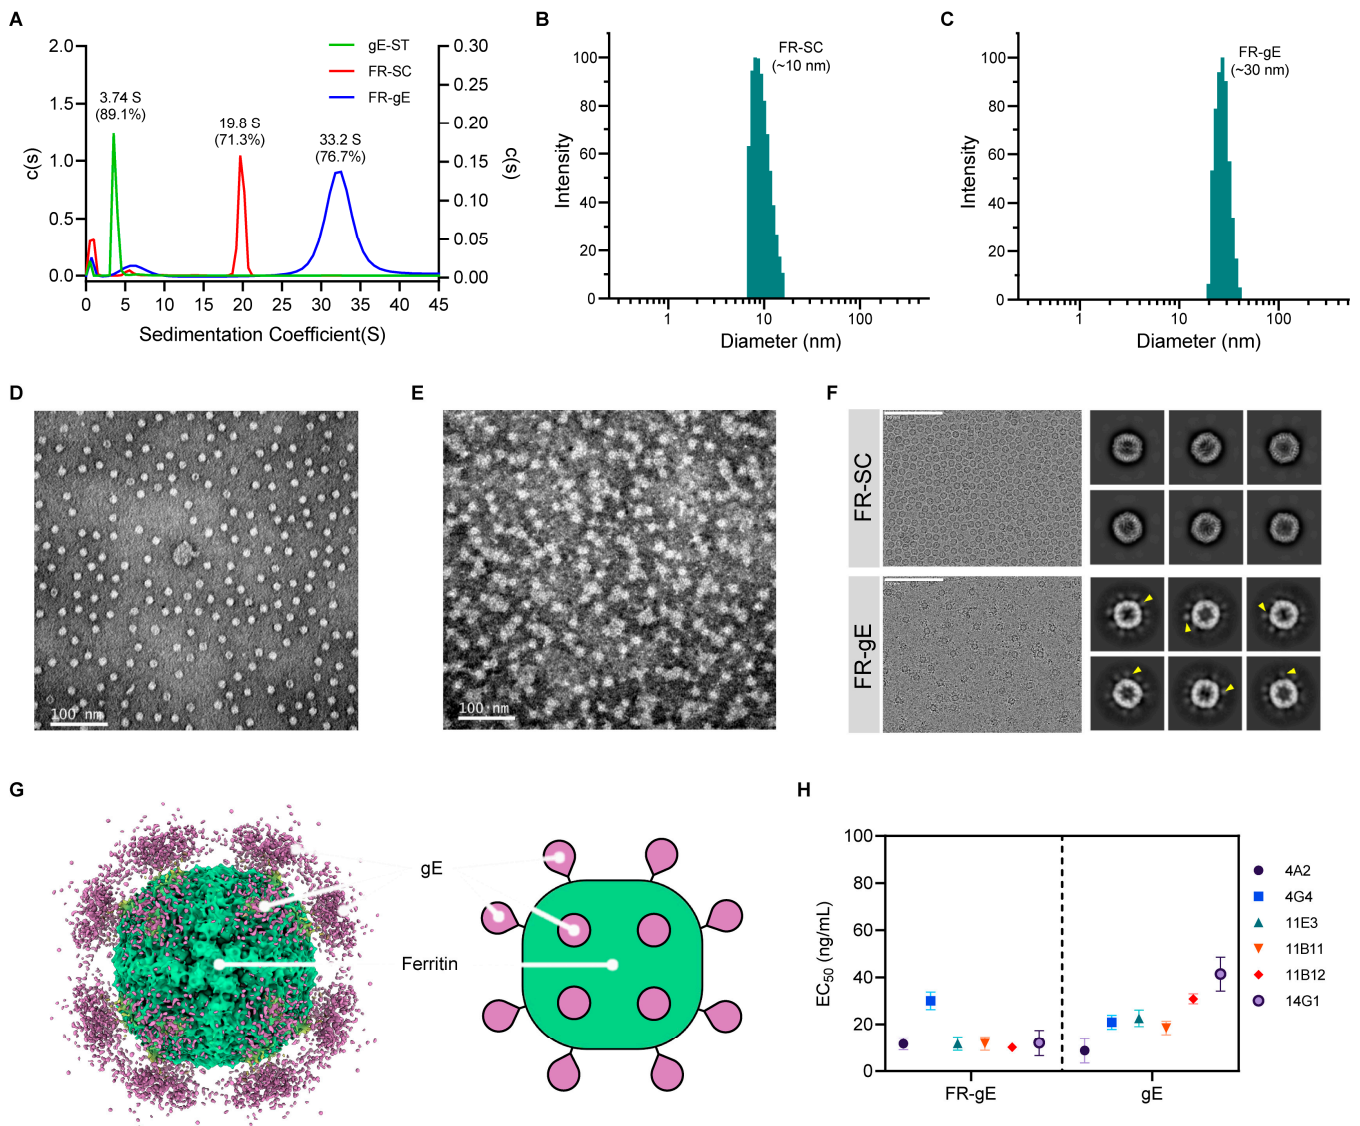 A
2.0
1.5
1.0
0.5
0.0
c(s)
0.30
0.25
0.20
0.15
0.10
0.05
0.00
c(s)
gE-ST
FR-SC
FR-gE
3.74 S
(89.1%)
19.8 S
(71.3%)
33.2 S
(76.7%)
0 5 10 15 20 25 30 35 40 45
Sedimentation Coefficient(S)
B
FR-SC
(~10 nm)
100
80
60
40
20
0
Intensity
1 10 100
Diameter (nm)
C
FR-gE
(~30 nm)
100
80
60
40
20
0
Intensity
1 10 100
Diameter (nm)
D
100 nm
E
100 nm
F
FR-SC
FR-gE
G
gE
Ferritin
H
100
80
60
40
20
0
EC50 (ng/mL)
FR-gE gE
4A2
4G4
11E3
11B11
11B12
14G1